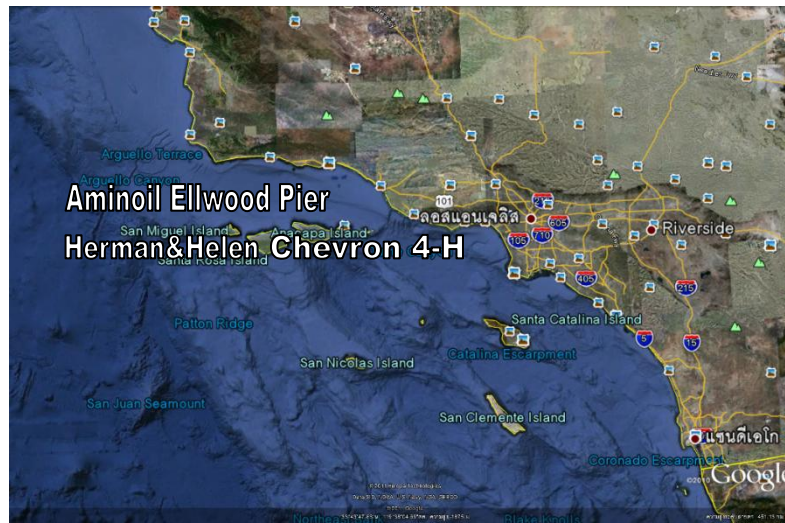 Arguello Terrace
Arguello Canyon
Aminoil Ellwood Pier
San Miguel Island
Anacapa Island
Herman&Helen Chevron 4-H
Santa Rosa Island
101
ลอสแอนเจลิส
605
710
105
Riverside
405
215
Patton Ridge
Santa Catalina Island
Catalina Escarpment
5
15
San Nicolas Island
San Juan Seamount
San Clemente Island
แซนดีเอโก
Coronado Escarpment
©2010 Google